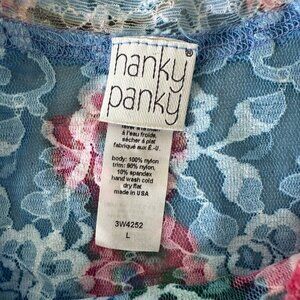 hanky
panky®
à l'eau froide,
sécher à plat
fabriqué aux É.-U.
body: 100% nylon
trim: 90% nylon,
10% spandex
hand wash cold
dry flat
made in USA
3W4252
L